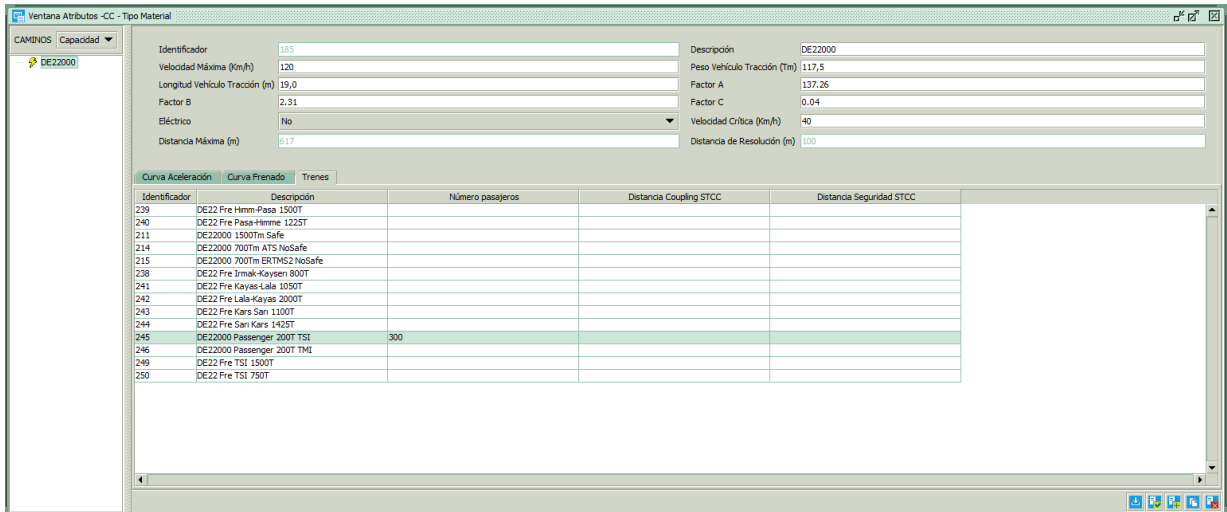 Ventana Atributos -CC - Tipo Material
CAMINOS Capacidad
DE22000
Identificador 185 Descripción DE22000
Velocidad Máxima (Km/h) 120 Peso Vehículo Tracción (Tm) 117,5
Longitud Vehículo Tracción (m) 19,0 Factor A 137.26
Factor B 2.31 Factor C 0.04
Eléctrico No Velocidad Crítica (Km/h) 40
Distancia Máxima (m) 617 Distancia de Resolución (m) 100
Curva Aceleración Curva Frenado Trenes
Identificador Descripción Número pasajeros Distancia Coupling STCC Distancia Seguridad STCC
239 DE22 Fre Hımm-Pasa 1500T
240 DE22 Fre Pasa-Hımme 1225T
211 DE22000 1500Tm Safe
214 DE22000 700Tm ATS NoSafe
215 DE22000 700Tm ERTMS2 NoSafe
238 DE22 Fre Irmak-Kayserı 800T
241 DE22 Fre Kayas-Lala 1050T
242 DE22 Fre Lala-Kayas 2000T
243 DE22 Fre Kars Sarı 1100T
244 DE22 Fre Sarı Kars 1425T
245 DE22000 Passenger 200T TSI 300
246 DE22000 Passenger 200T TMI
249 DE22 Fre TSI 1500T
250 DE22 Fre TSI 750T